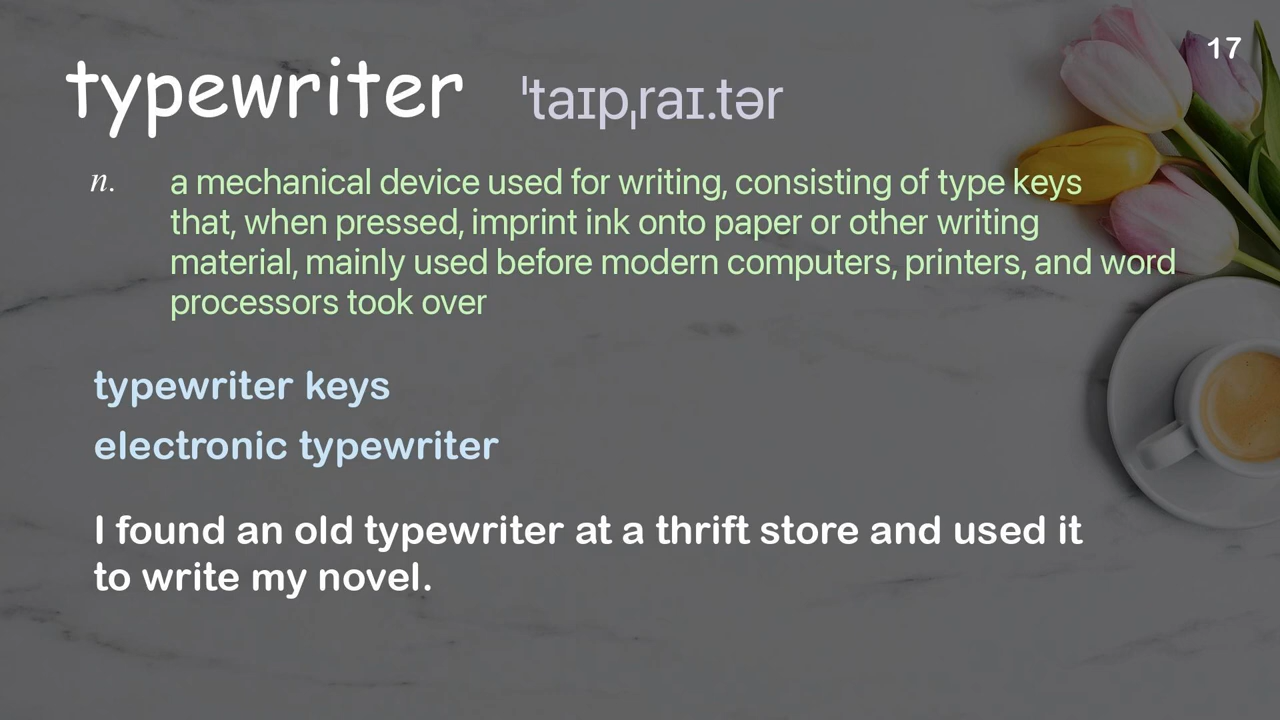 17
typewriter ˈtaɪpˌraɪ.tər
n. a mechanical device used for writing, consisting of type keys
that, when pressed, imprint ink onto paper or other writing
material, mainly used before modern computers, printers, and word
processors took over
typewriter keys
electronic typewriter
I found an old typewriter at a thrift store and used it
to write my novel.